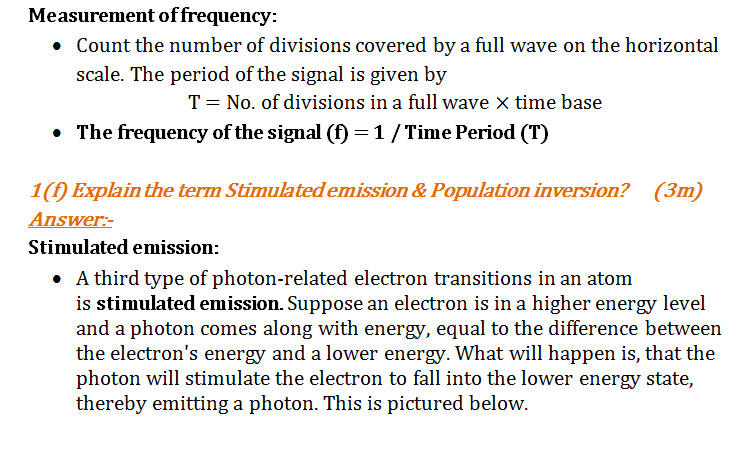 Measurement of frequency:
• Count the number of divisions covered by a full wave on the horizontal
scale. The period of the signal is given by
T = No. of divisions in a full wave × time base
• The frequency of the signal (f) = 1 / Time Period (T)
1(f) Explain the term Stimulated emission & Population inversion? (3m)
Answer:-
Stimulated emission:
• A third type of photon-related electron transitions in an atom
is stimulated emission. Suppose an electron is in a higher energy level
and a photon comes along with energy, equal to the difference between
the electron's energy and a lower energy. What will happen is, that the
photon will stimulate the electron to fall into the lower energy state,
thereby emitting a photon. This is pictured below.